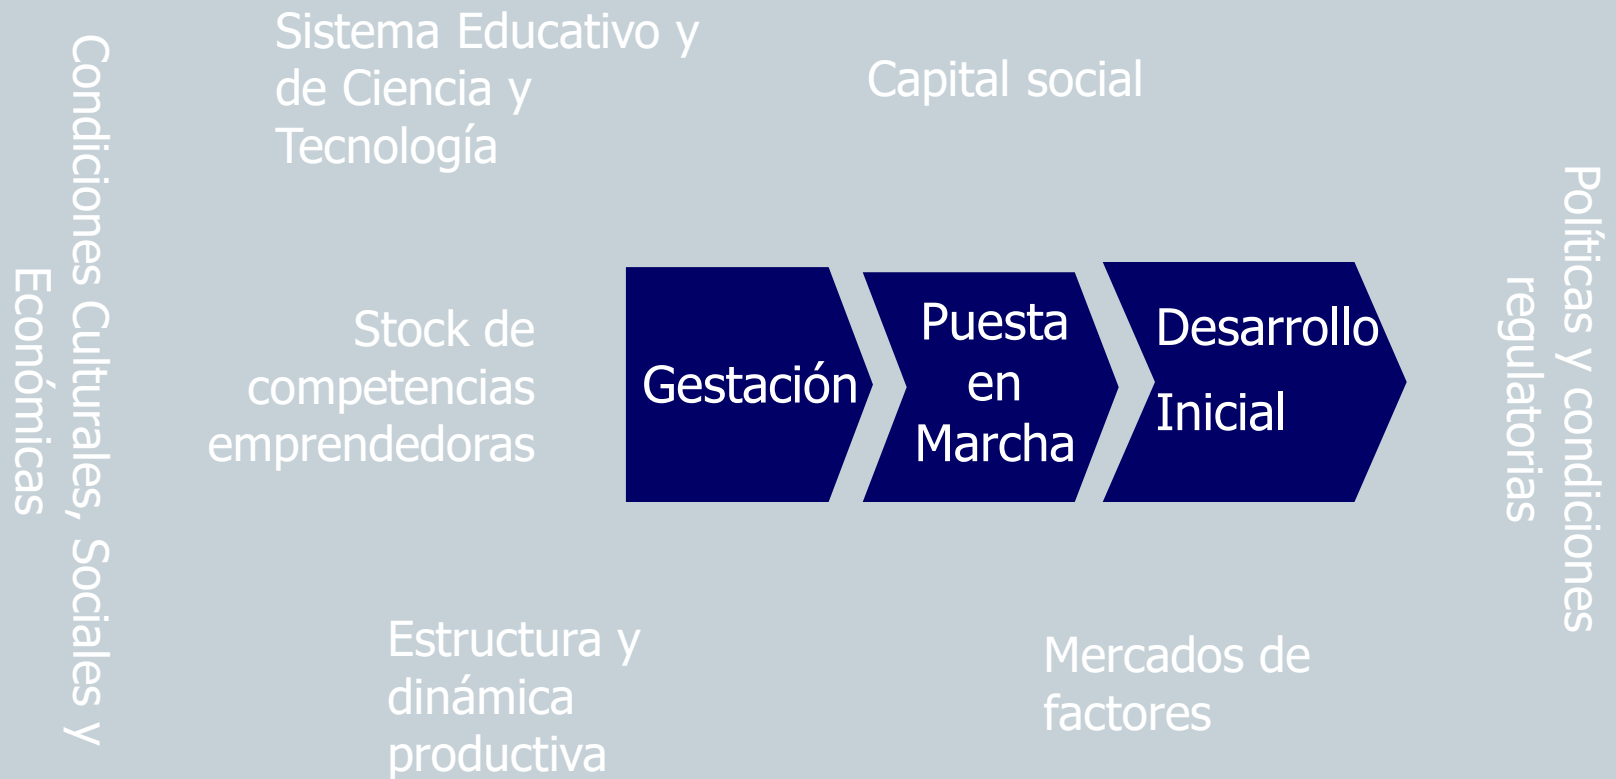 Condiciones Culturales, Sociales y
Económicas
Sistema Educativo y
de Ciencia y
Tecnología
Capital social
Stock de
competencias
emprendedoras
Gestación
Puesta
en
Marcha
Desarrollo
Inicial
Estructura y
dinámica
productiva
Mercados de
factores
Políticas y condiciones
regulatorias